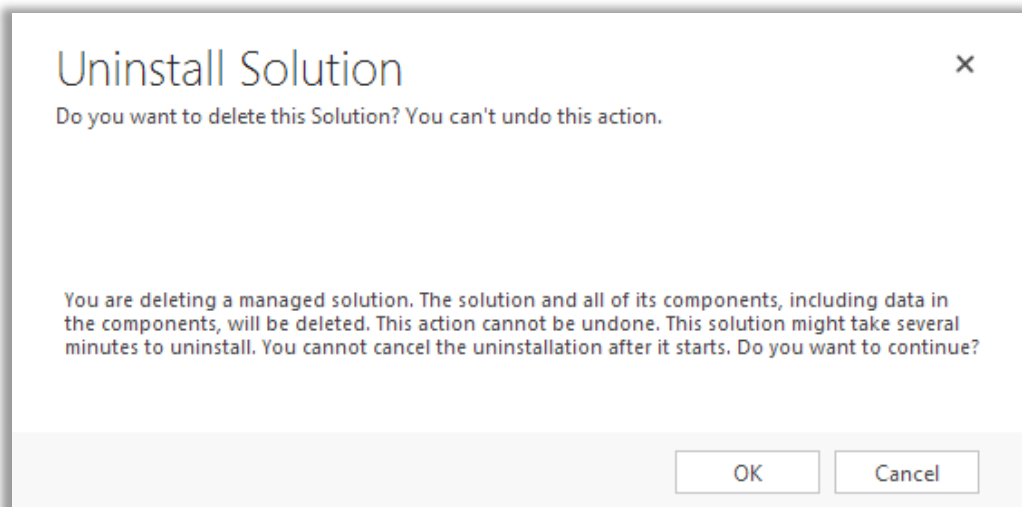 Uninstall Solution
Do you want to delete this Solution? You can't undo this action.
You are deleting a managed solution. The solution and all of its components, including data in
the components, will be deleted. This action cannot be undone. This solution might take several
minutes to uninstall. You cannot cancel the uninstallation after it starts. Do you want to continue?
OK Cancel